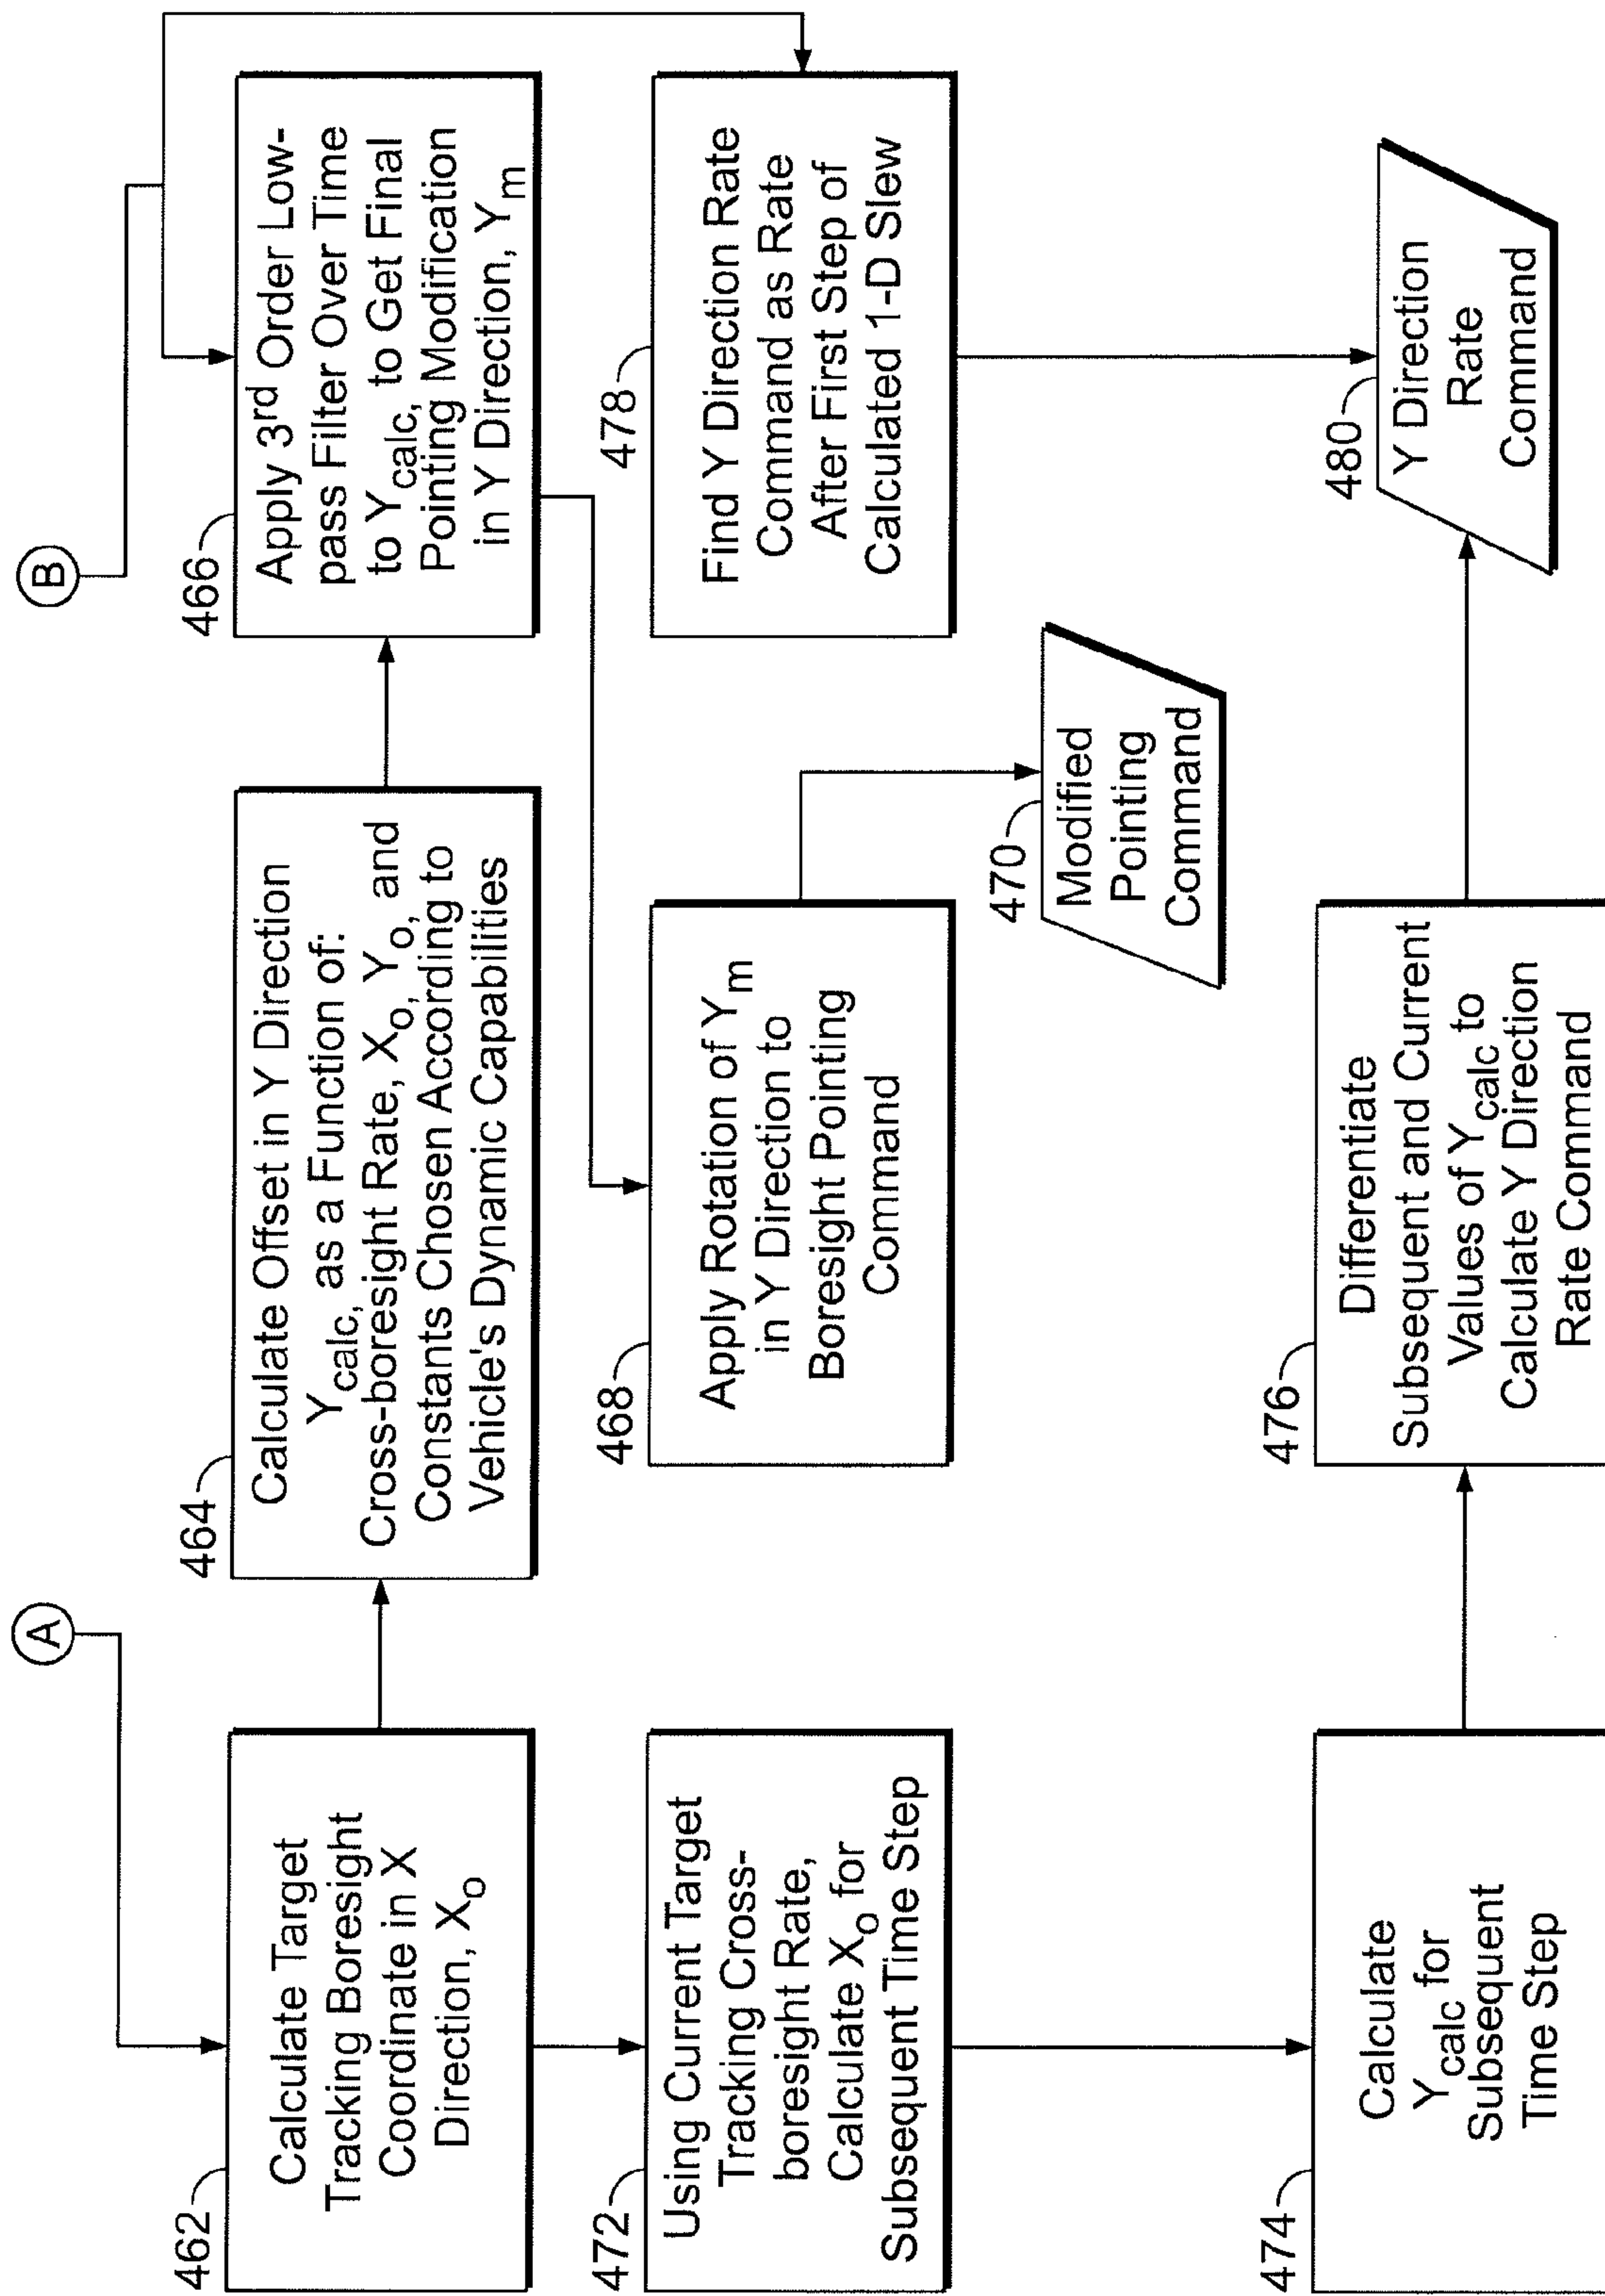 A
B
462
Calculate Target
Tracking Boresight
Coordinate in X
Direction, Xo
464
Calculate Offset in Y Direction
Ycalc, as a Function of:
Cross-boresight Rate, Xo, Yo, and
Constants Chosen According to
Vehicle's Dynamic Capabilities
466
Apply 3rd Order Low-
pass Filter Over Time
to Ycalc, to Get Final
Pointing Modification
in Y Direction, Ym
472
Using Current Target
Tracking Cross-
boresight Rate,
Calculate Xo for
Subsequent Time Step
468
Apply Rotation of Ym
in Y Direction to
Boresight Pointing
Command
478
Find Y Direction Rate
Command as Rate
After First Step of
Calculated 1-D Slew
470
Modified
Pointing
Command
474
Calculate
Ycalc for
Subsequent
Time Step
476
Differentiate
Subsequent and Current
Values of Ycalc to
Calculate Y Direction
Rate Command
480
Y Direction
Rate
Command